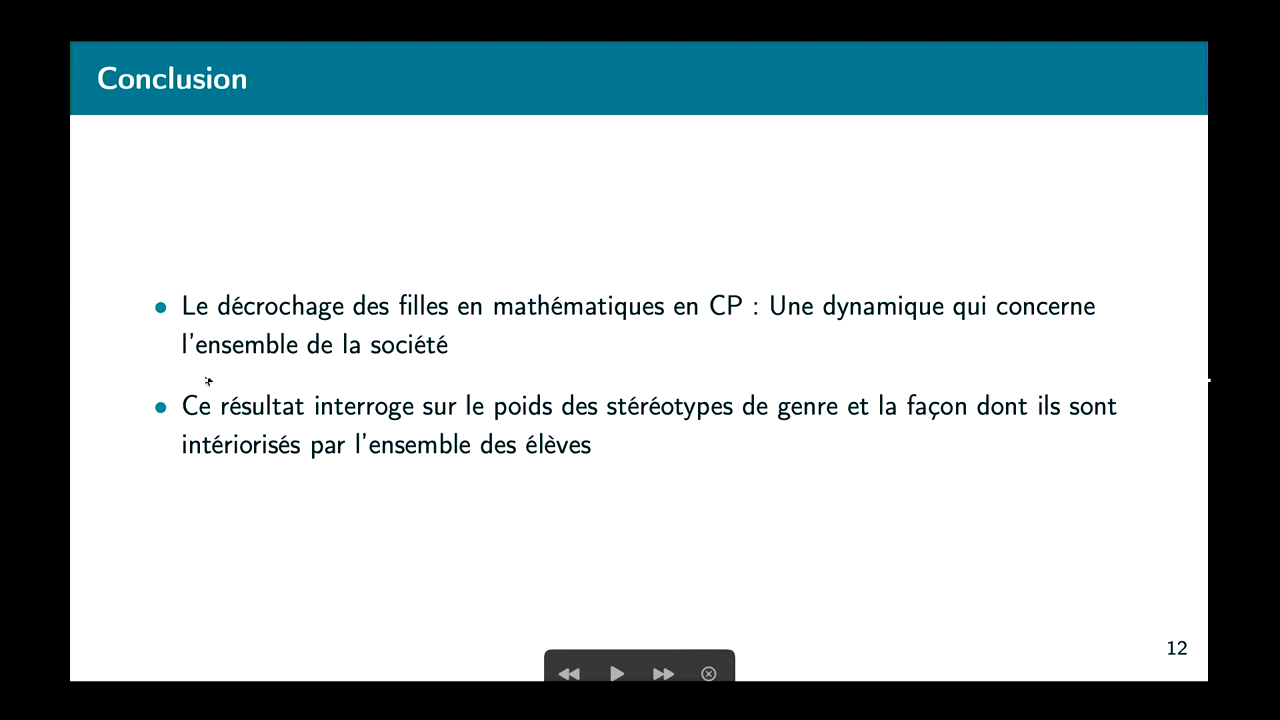 Conclusion
Le décrochage des filles en mathématiques en CP : Une dynamique qui concerne
l'ensemble de la société
Ce résultat interroge sur le poids des stéréotypes de genre et la façon dont ils sont
intériorisés par l'ensemble des élèves
12